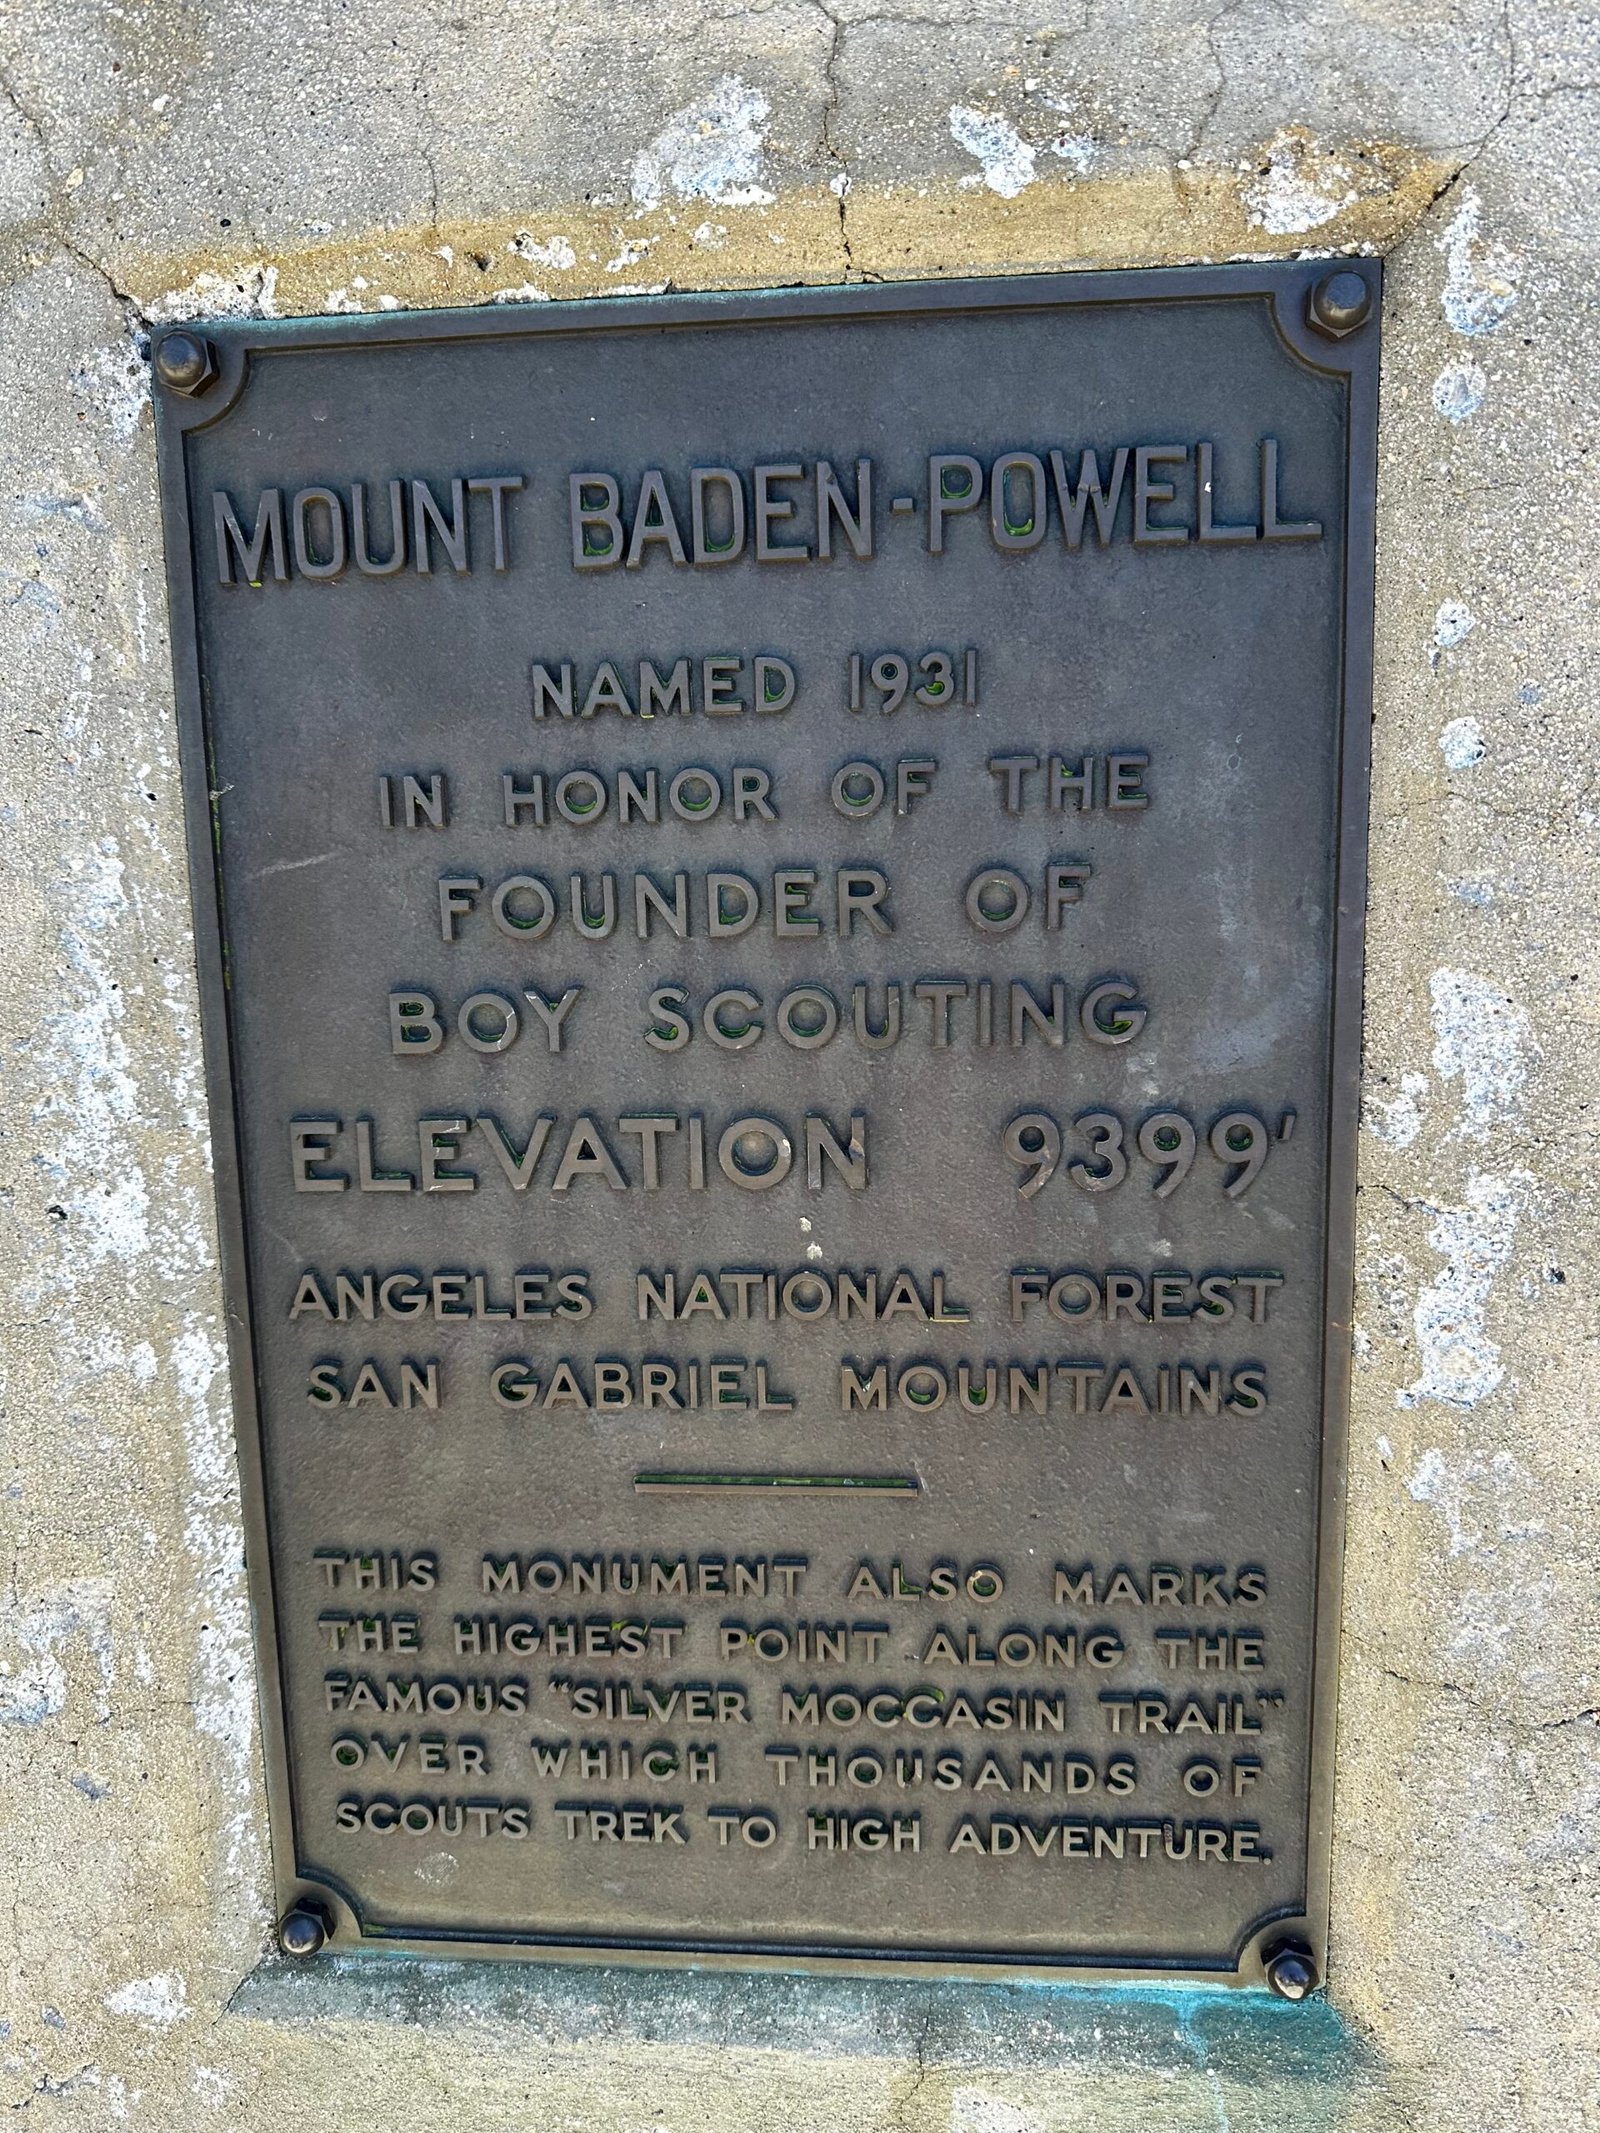 MOUNT BADEN-POWELL
NAMED 1931
IN HONOR OF THE
FOUNDER OF
BOY SCOUTING
ELEVATION 9399'
ANGELES NATIONAL FOREST
SAN GABRIEL MOUNTAINS
THIS MONUMENT ALSO MARKS
THE HIGHEST POINT ALONG THE
FAMOUS "SILVER MOCCASIN TRAIL"
OVER WHICH THOUSANDS OF
SCOUTS TREK TO HIGH ADVENTURE.